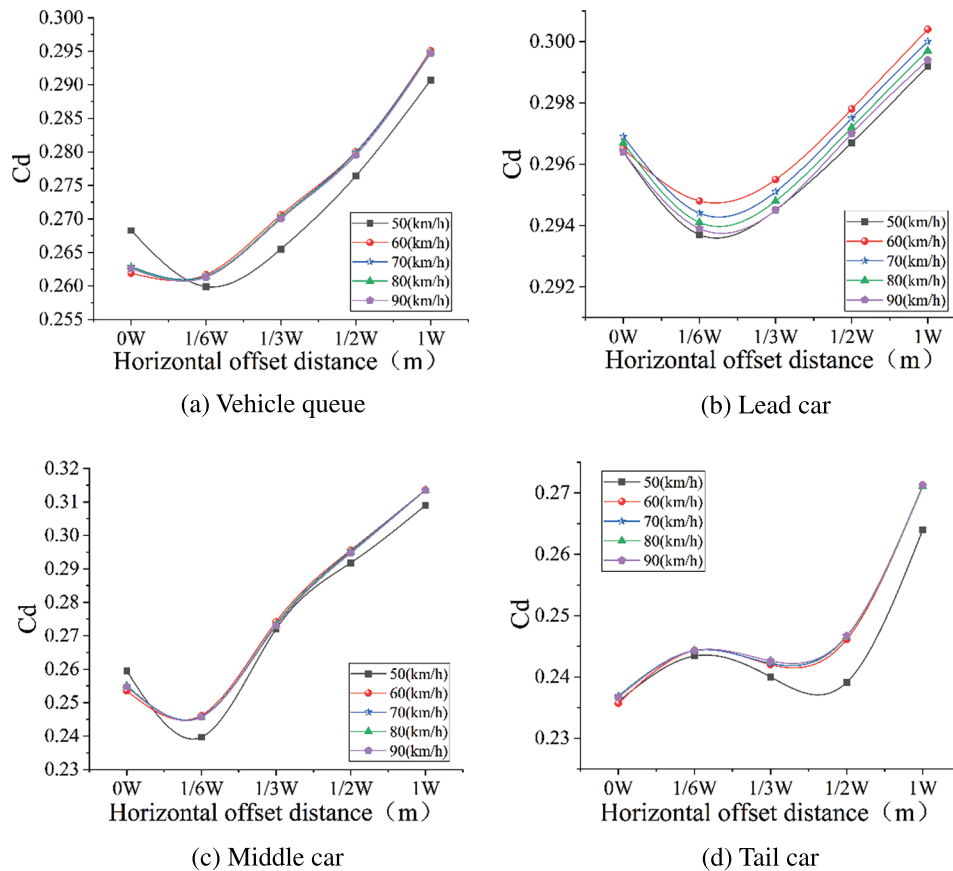 0.300
0.295
0.290
0.285
0.280
0.275
0.270
0.265
0.260
0.255
Cd
50(km/h)
60(km/h)
70(km/h)
80(km/h)
90(km/h)
0W 1/6W 1/3W 1/2W 1W
Horizontal offset distance（m）
(a) Vehicle queue
0.300
0.298
0.296
0.294
0.292
Cd
50(km/h)
60(km/h)
70(km/h)
80(km/h)
90(km/h)
0W 1/6W 1/3W 1/2W 1W
Horizontal offset distance（m）
(b) Lead car
0.32
0.31
0.30
0.29
0.28
0.27
0.26
0.25
0.24
0.23
Cd
50(km/h)
60(km/h)
70(km/h)
80(km/h)
90(km/h)
0W 1/6W 1/3W 1/2W 1W
Horizontal offset distance（m）
(c) Middle car
0.27
0.26
0.25
0.24
0.23
Cd
50(km/h)
60(km/h)
70(km/h)
80(km/h)
90(km/h)
0W 1/6W 1/3W 1/2W 1W
Horizontal offset distance（m）
(d) Tail car